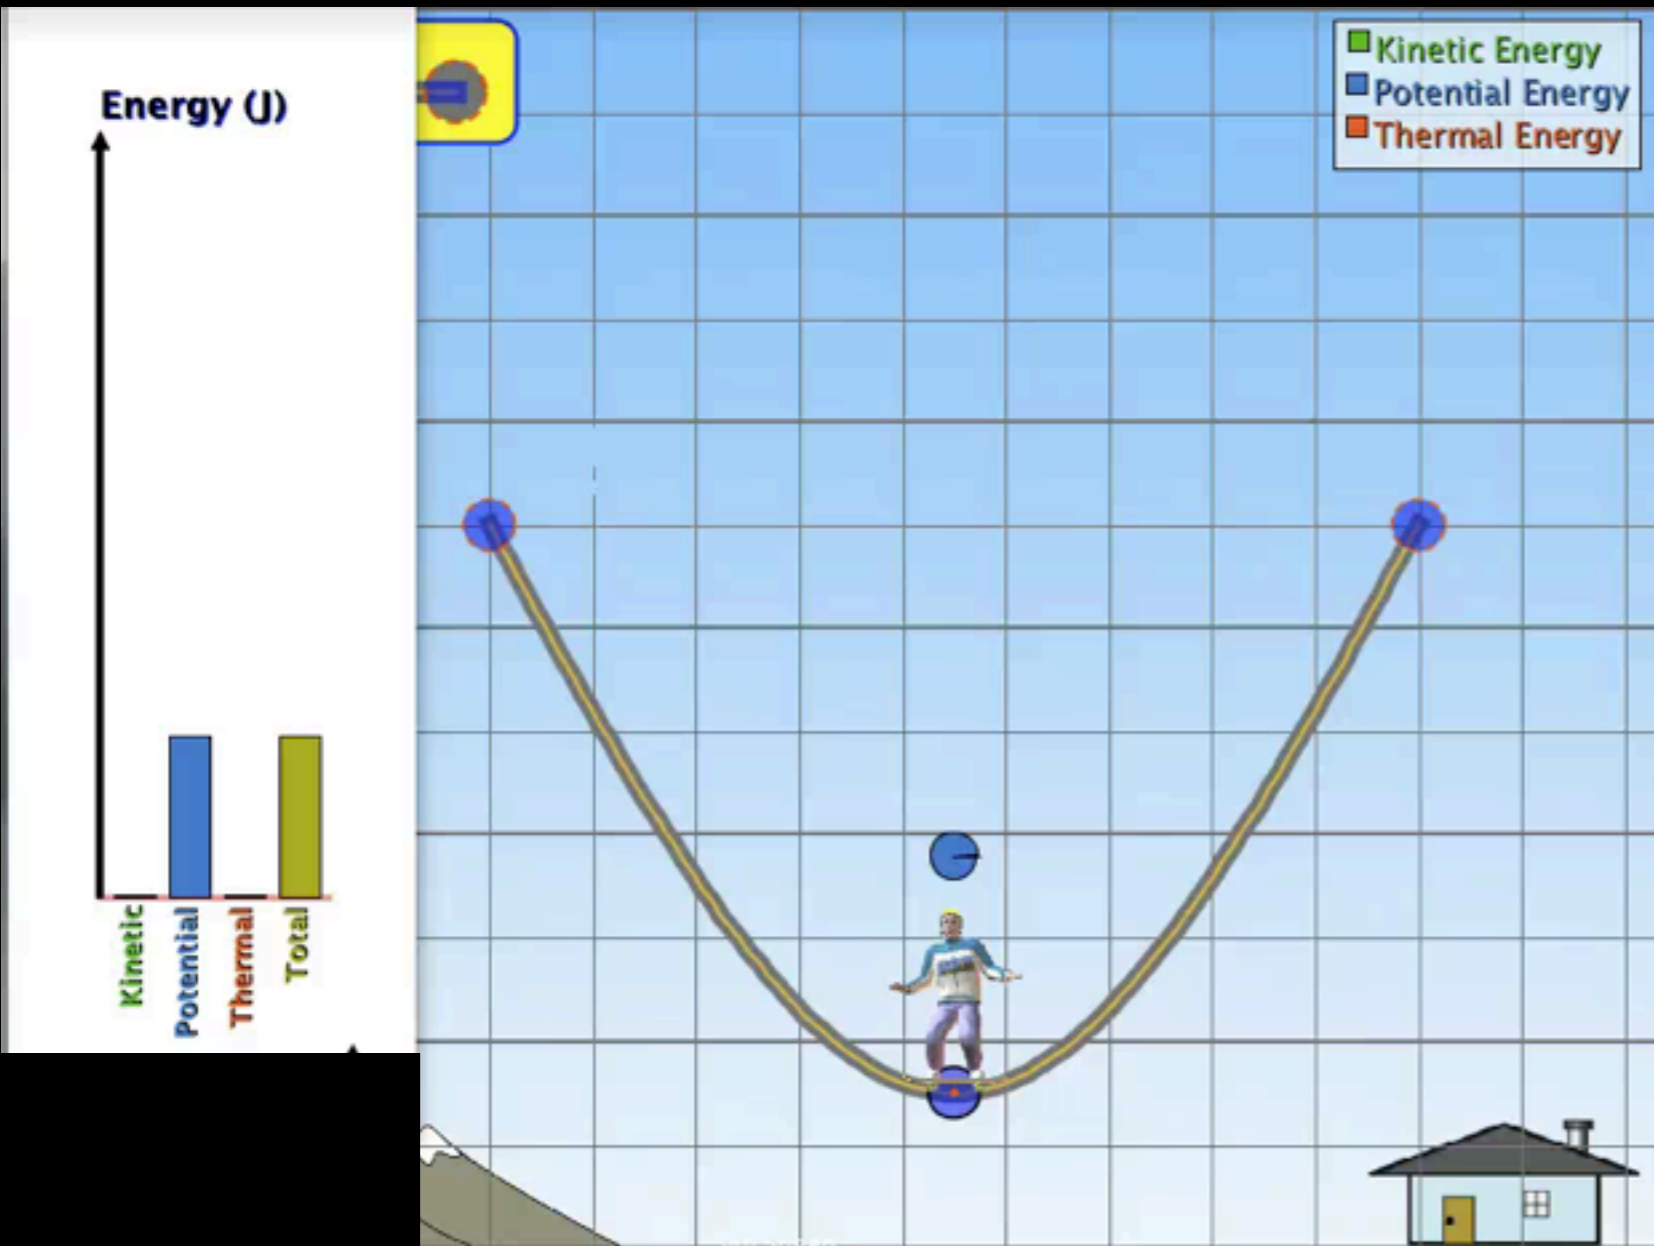 Energy (J)
Kinetic Energy
Potential Energy
Thermal Energy
Kinetic
Potential
Thermal
Total